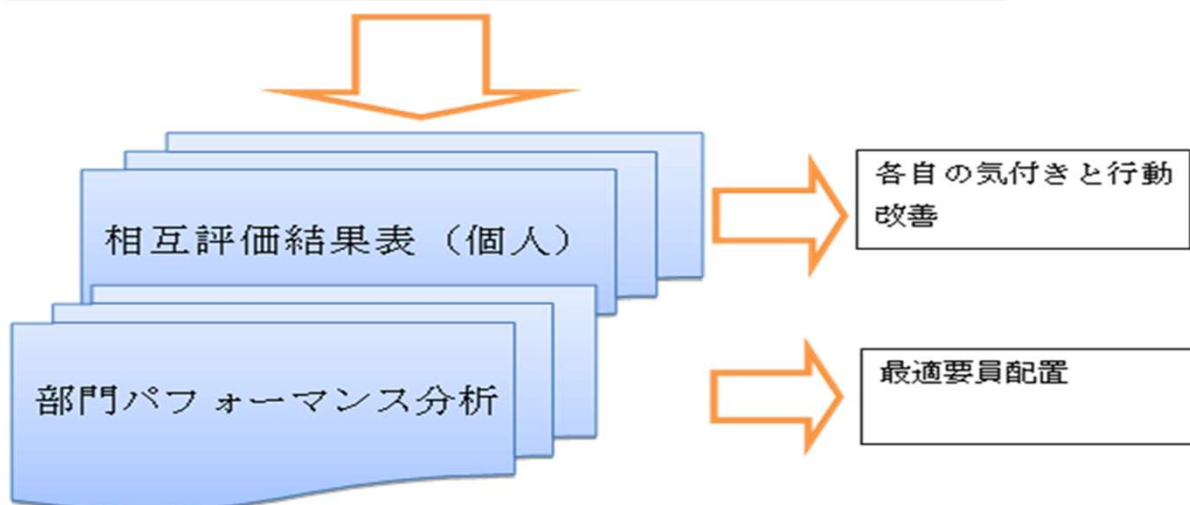 相互評価結果表（個人）
各自の気付きと行動
改善
部門パフォーマンス分析
最適要員配置